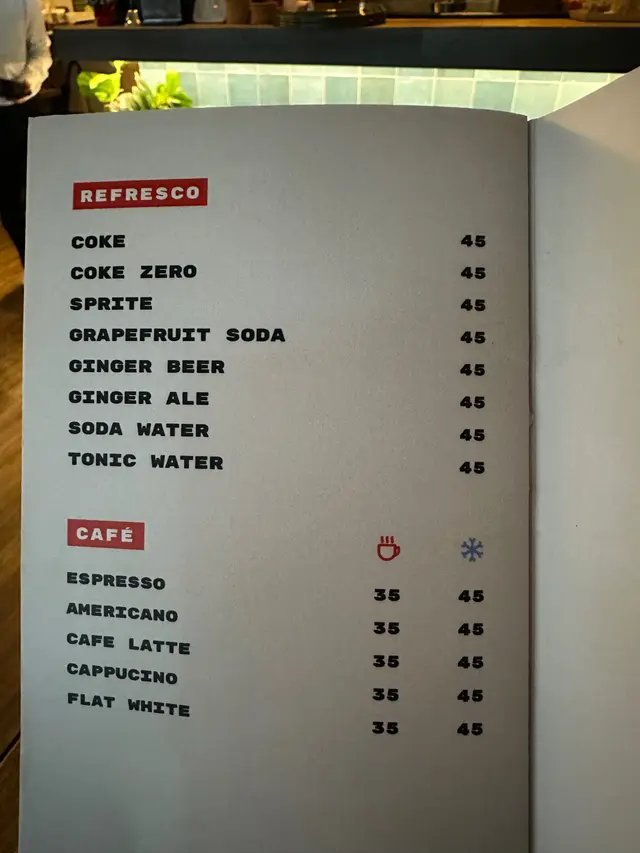 REFRESCO
COKE 45
COKE ZERO 45
SPRITE 45
GRAPEFRUIT SODA 45
GINGER BEER 45
GINGER ALE 45
SODA WATER 45
TONIC WATER 45
CAFÉ
ESPRESSO 35 45
AMERICANO 35 45
CAFE LATTE 35 45
CAPPUCINO 35 45
FLAT WHITE 35 45